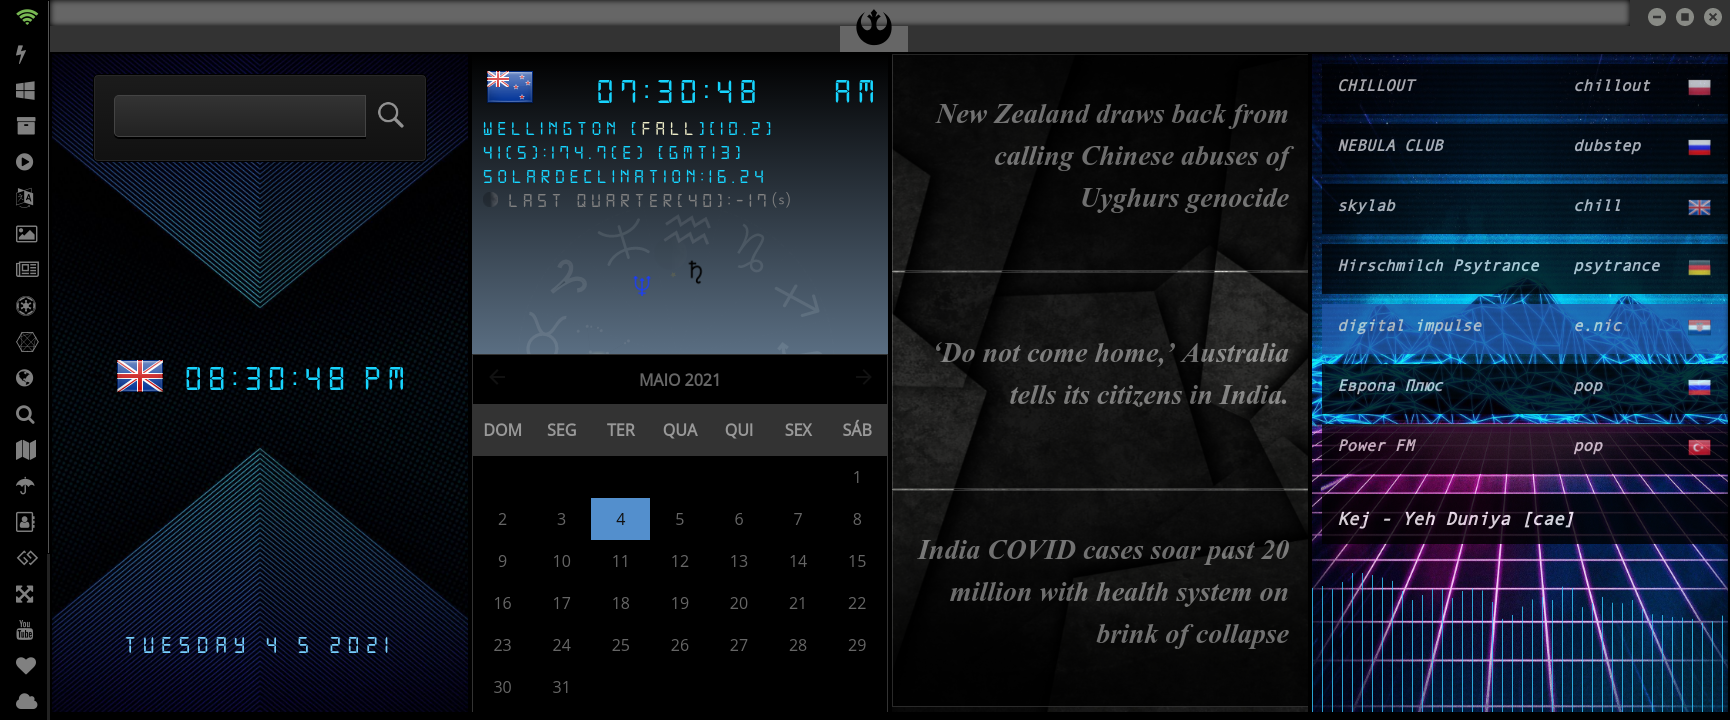 08:30:48 PM
TUESDAY 4 5 2021
07:30:48 AM
WELLINGTON (FALL)(10.2)
41(S):174.7(E) (GMT13)
SOLARDECLINATION:16.24
LAST QUARTER(40):-17(s)
MAIO 2021
DOM SEG TER QUA QUI SEX SÁB
1
2 3 4 5 6 7 8
9 10 11 12 13 14 15
16 17 18 19 20 21 22
23 24 25 26 27 28 29
30 31
New Zealand draws back from
calling Chinese abuses of
Uyghurs genocide
‘Do not come home,’ Australia
tells its citizens in India.
India COVID cases soar past 20
million with health system on
brink of collapse
CHILLOUT chillout
NEBULA CLUB dubstep
skylab chill
Hirschmilch Psytrance psytrance
digital impulse e.nic
Европа Плюс pop
Power FM pop
Kej - Yeh Duniya [cae]
You
Tube